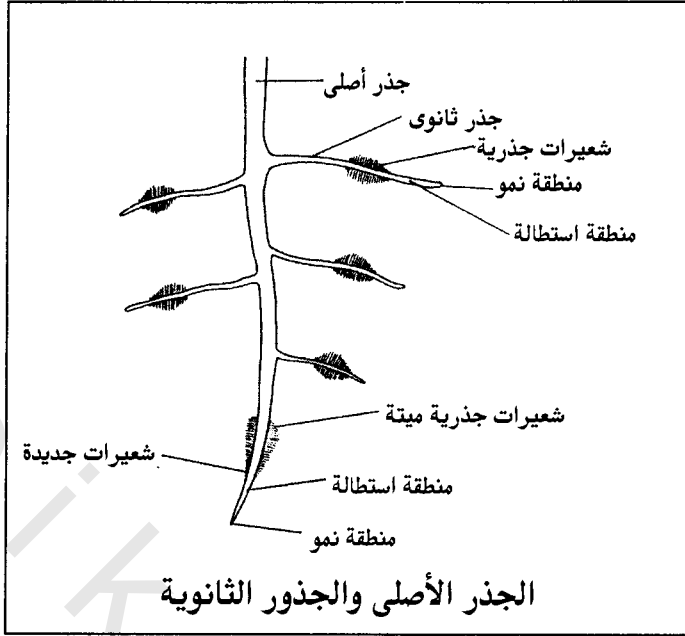 جذر أصلى
جذر ثانوى
شعيرات جذرية
منطقة نمو
منطقة استطالة
شعيرات جذرية ميتة
شعيرات جديدة
منطقة استطالة
منطقة نمو
الجذر الأصلى والجذور الثانوية